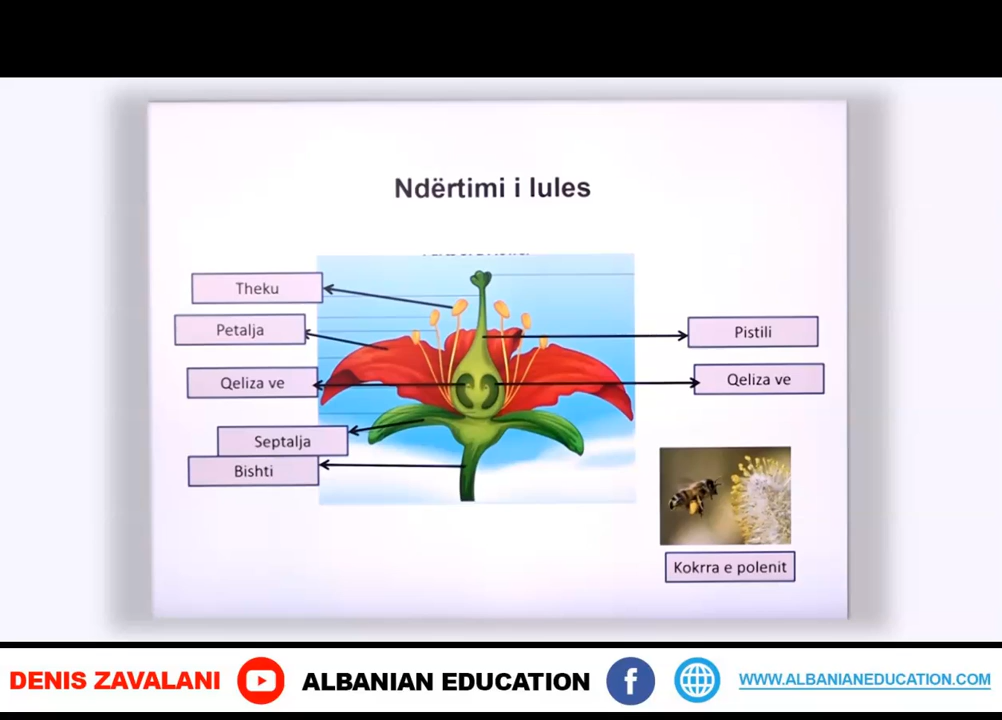 Ndërtimi i lules
Theku
Petalja
Pistili
Qeliza ve
Qeliza ve
Septalja
Bishti
Kokrra e polenit
DENIS ZAVALANI
ALBANIAN EDUCATION
WWW.ALBANIANEDUCATION.COM